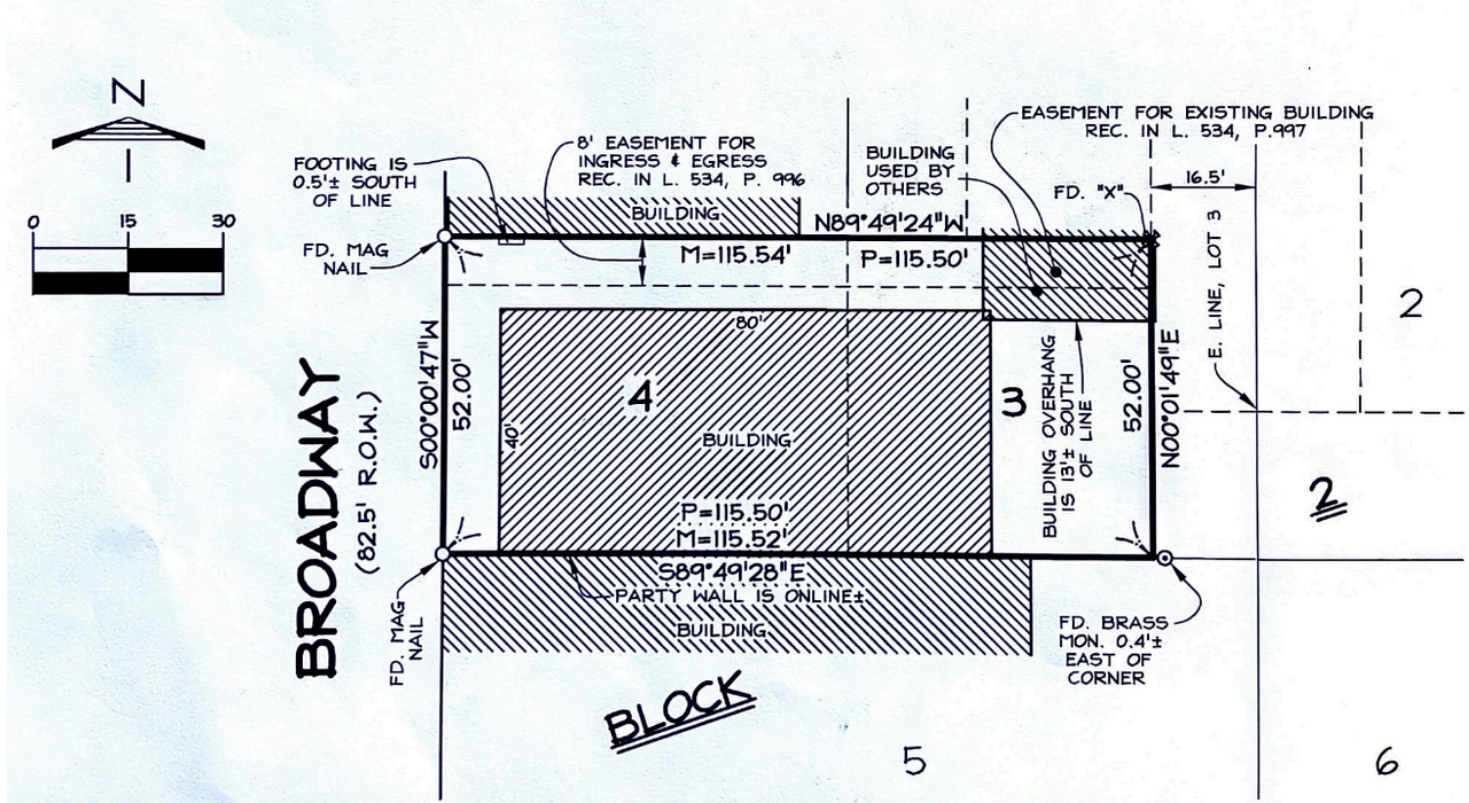 N
0 15 30
FOOTING IS
0.5'± SOUTH
OF LINE
8' EASEMENT FOR
INGRESS & EGRESS
REC. IN L. 534, P. 996
BUILDING
USED BY
OTHERS
EASEMENT FOR EXISTING BUILDING
REC. IN L. 534, P.997
FD. "X"
16.5'
FD. MAG
NAIL
BUILDING
N89°49'24"W
M=115.54'
P=115.50'
E. LINE, LOT 3
2
80'
BROADWAY
(82.5' R.O.W.)
S00°00'47"W
52.00'
4
40'
BUILDING
3
BUILDING OVERHANG
IS 13'± SOUTH
OF LINE
52.00'
N00°01'49"E
2
P=115.50'
M=115.52'
S89°49'28"E
PARTY WALL IS ONLINE±
BUILDING
FD. MAG
NAIL
FD. BRASS
MON. 0.4'±
EAST OF
CORNER
BLOCK
5
6